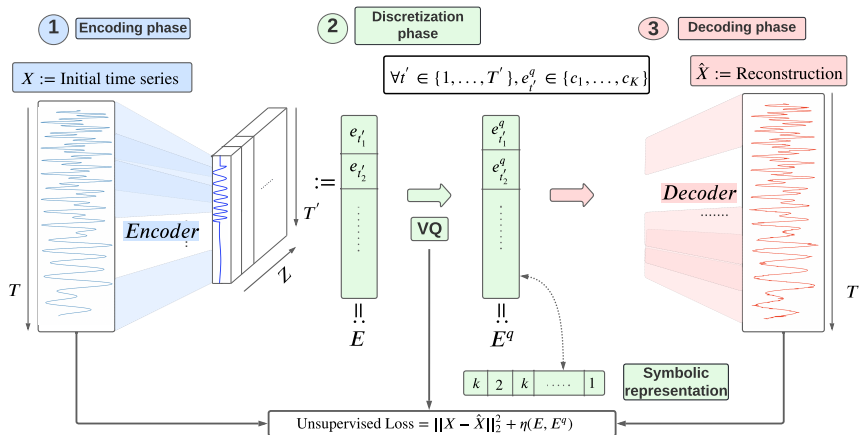 1 Encoding phase
2 Discretization
phase
3 Decoding phase
X := Initial time series
∀t′ ∈ {1, . . . , T′}, e^q_{t′} ∈ {c_1, . . . , c_K}
X̂ := Reconstruction
T
Encoder
......
T′
Z
:=
e_{t′_1}
e_{t′_2}
E
VQ
e^q_{t′_1}
e^q_{t′_2}
E^q
Decoder
.......
T
k 2 k ..... 1
Symbolic
representation
Unsupervised Loss = ||X − X̂||²₂ + η(E, E^q)